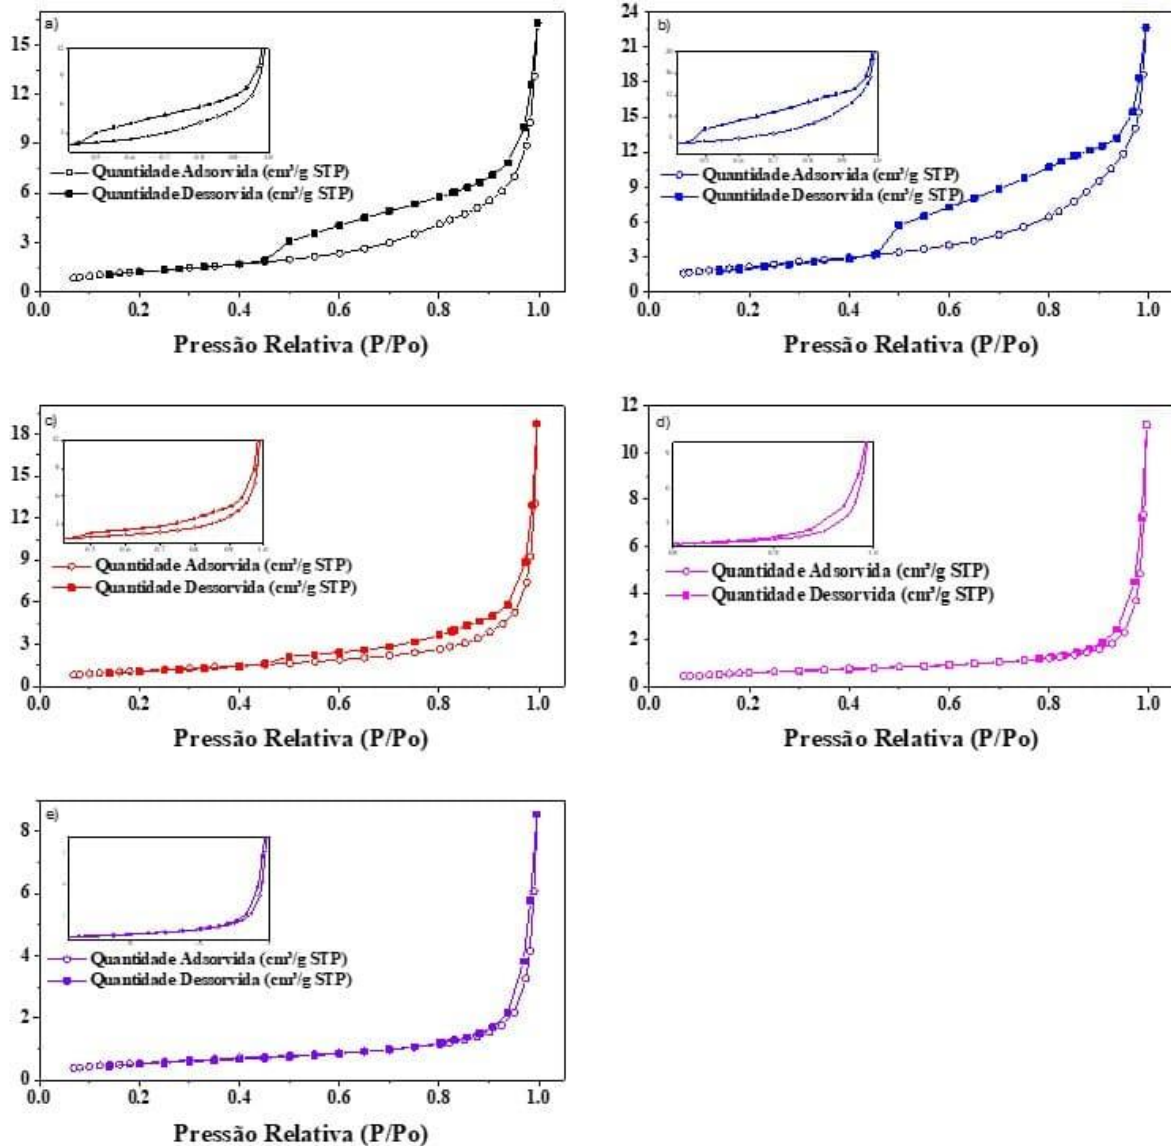 a)
15
12
9
6
3
0
Quantidade Adsorvida (cm³/g STP)
Quantidade Dessorvida (cm³/g STP)
0.0 0.2 0.4 0.6 0.8 1.0
Pressão Relativa (P/Po)
b)
24
21
18
15
12
9
6
3
0
Quantidade Adsorvida (cm³/g STP)
Quantidade Dessorvida (cm³/g STP)
0.0 0.2 0.4 0.6 0.8 1.0
Pressão Relativa (P/Po)
c)
18
15
12
9
6
3
0
Quantidade Adsorvida (cm³/g STP)
Quantidade Dessorvida (cm³/g STP)
0.0 0.2 0.4 0.6 0.8 1.0
Pressão Relativa (P/Po)
d)
12
10
8
6
4
2
0
Quantidade Adsorvida (cm³/g STP)
Quantidade Dessorvida (cm³/g STP)
0.0 0.2 0.4 0.6 0.8 1.0
Pressão Relativa (P/Po)
e)
8
6
4
2
0
Quantidade Adsorvida (cm³/g STP)
Quantidade Dessorvida (cm³/g STP)
0.0 0.2 0.4 0.6 0.8 1.0
Pressão Relativa (P/Po)